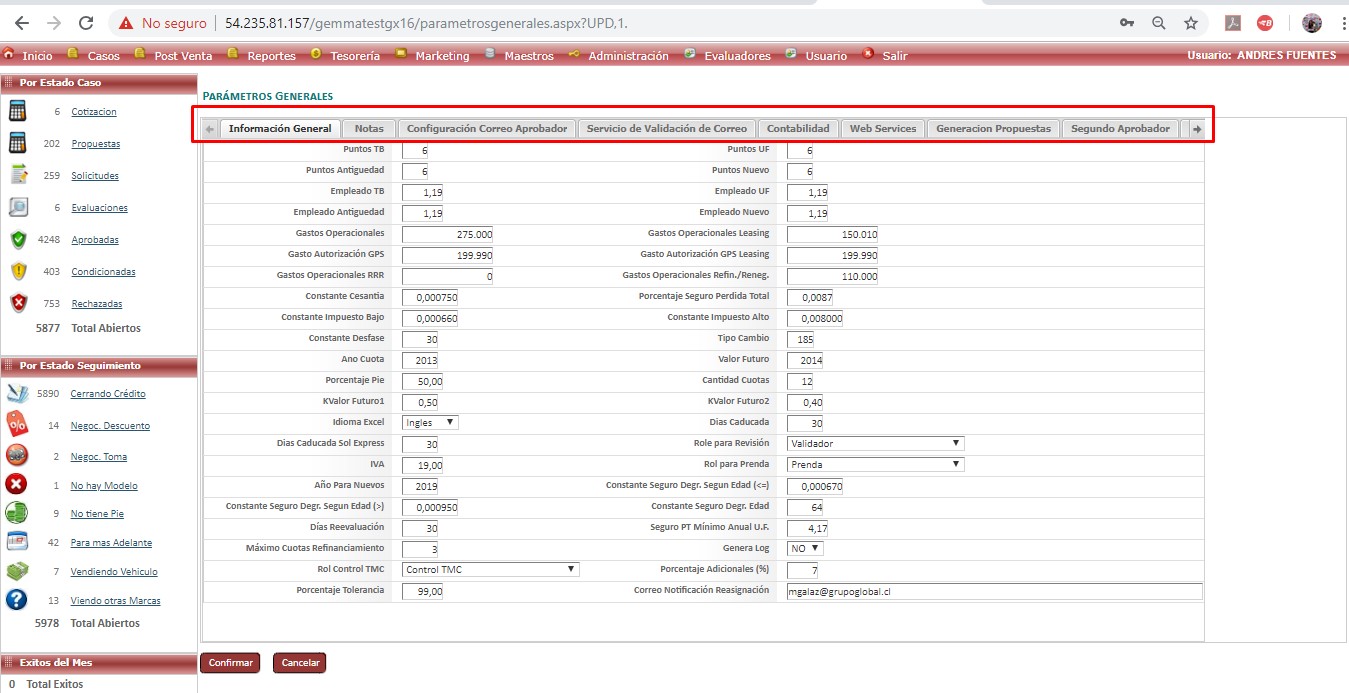 No seguro | 54.235.81.157/gemmatestgx16/parametrosgenerales.aspx?UPD,1.
Inicio Casos Post Venta Reportes Tesorería Marketing Maestros Administración Evaluadores Usuario Salir Usuario: ANDRES FUENTES
Por Estado Caso
6 Cotizacion
202 Propuestas
259 Solicitudes
6 Evaluaciones
4248 Aprobadas
403 Condicionadas
753 Rechazadas
5877 Total Abiertos
Por Estado Seguimiento
5890 Cerrando Crédito
14 Negoc. Descuento
2 Negoc. Toma
1 No hay Modelo
9 No tiene Pie
42 Para mas Adelante
7 Vendiendo Vehiculo
13 Viendo otras Marcas
5978 Total Abiertos
Exitos del Mes
0 Total Exitos
PARÁMETROS GENERALES
Información General Notas Configuración Correo Aprobador Servicio de Validación de Correo Contabilidad Web Services Generacion Propuestas Segundo Aprobador
Puntos TB 6 Puntos UF 6
Puntos Antiguedad 6 Puntos Nuevo 6
Empleado TB 1,19 Empleado UF 1,19
Empleado Antiguedad 1,19 Empleado Nuevo 1,19
Gastos Operacionales 275.000 Gastos Operacionales Leasing 150.010
Gasto Autorización GPS 199.990 Gasto Autorización GPS Leasing 199.990
Gastos Operacionales RRR 0 Gastos Operacionales Refin./Reneg. 110.000
Constante Cesantia 0,000750 Porcentaje Seguro Perdida Total 0,0087
Constante Impuesto Bajo 0,000660 Constante Impuesto Alto 0,008000
Constante Desfase 30 Tipo Cambio 185
Ano Cuota 2013 Valor Futuro 2014
Porcentaje Pie 50,00 Cantidad Cuotas 12
KValor Futuro1 0,50 KValor Futuro2 0,40
Idioma Excel Ingles Dias Caducada 30
Dias Caducada Sol Express 30 Role para Revisión Validador
IVA 19,00 Rol para Prenda Prenda
Año Para Nuevos 2019 Constante Seguro Degr. Segun Edad (<=) 0,000670
Constante Seguro Degr. Segun Edad (>) 0,000950 Constante Seguro Degr. Edad 64
Días Reevaluación 30 Seguro PT Mínimo Anual U.F. 4,17
Máximo Cuotas Refinanciamiento 3 Genera Log NO
Rol Control TMC Control TMC Porcentaje Adicionales (%) 7
Porcentaje Tolerancia 99,00 Correo Notificación Reasignación mgalaz@grupoglobal.cl
Confirmar Cancelar